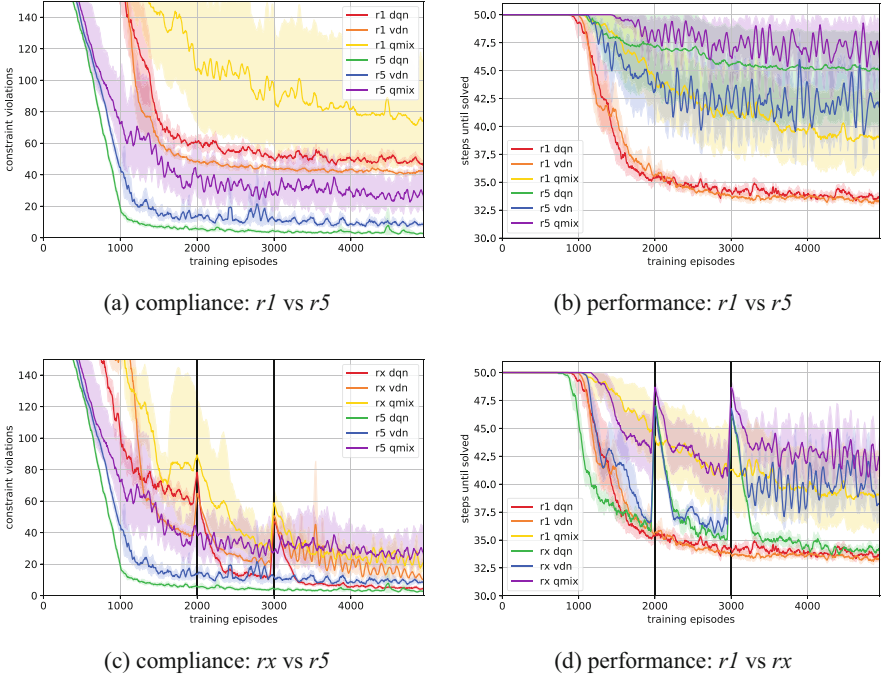 constraint violations
140
120
100
80
60
40
20
0
0
1000
2000
3000
4000
training episodes
r1 dqn
r1 vdn
r1 qmix
r5 dqn
r5 vdn
r5 qmix
(a) compliance: r1 vs r5
steps until solved
50.0
47.5
45.0
42.5
40.0
37.5
35.0
32.5
30.0
0
1000
2000
3000
4000
training episodes
r1 dqn
r1 vdn
r1 qmix
r5 dqn
r5 vdn
r5 qmix
(b) performance: r1 vs r5
constraint violations
140
120
100
80
60
40
20
0
0
1000
2000
3000
4000
training episodes
rx dqn
rx vdn
rx qmix
r5 dqn
r5 vdn
r5 qmix
(c) compliance: rx vs r5
steps until solved
50.0
47.5
45.0
42.5
40.0
37.5
35.0
32.5
30.0
0
1000
2000
3000
4000
training episodes
r1 dqn
r1 vdn
r1 qmix
rx dqn
rx vdn
rx qmix
(d) performance: r1 vs rx